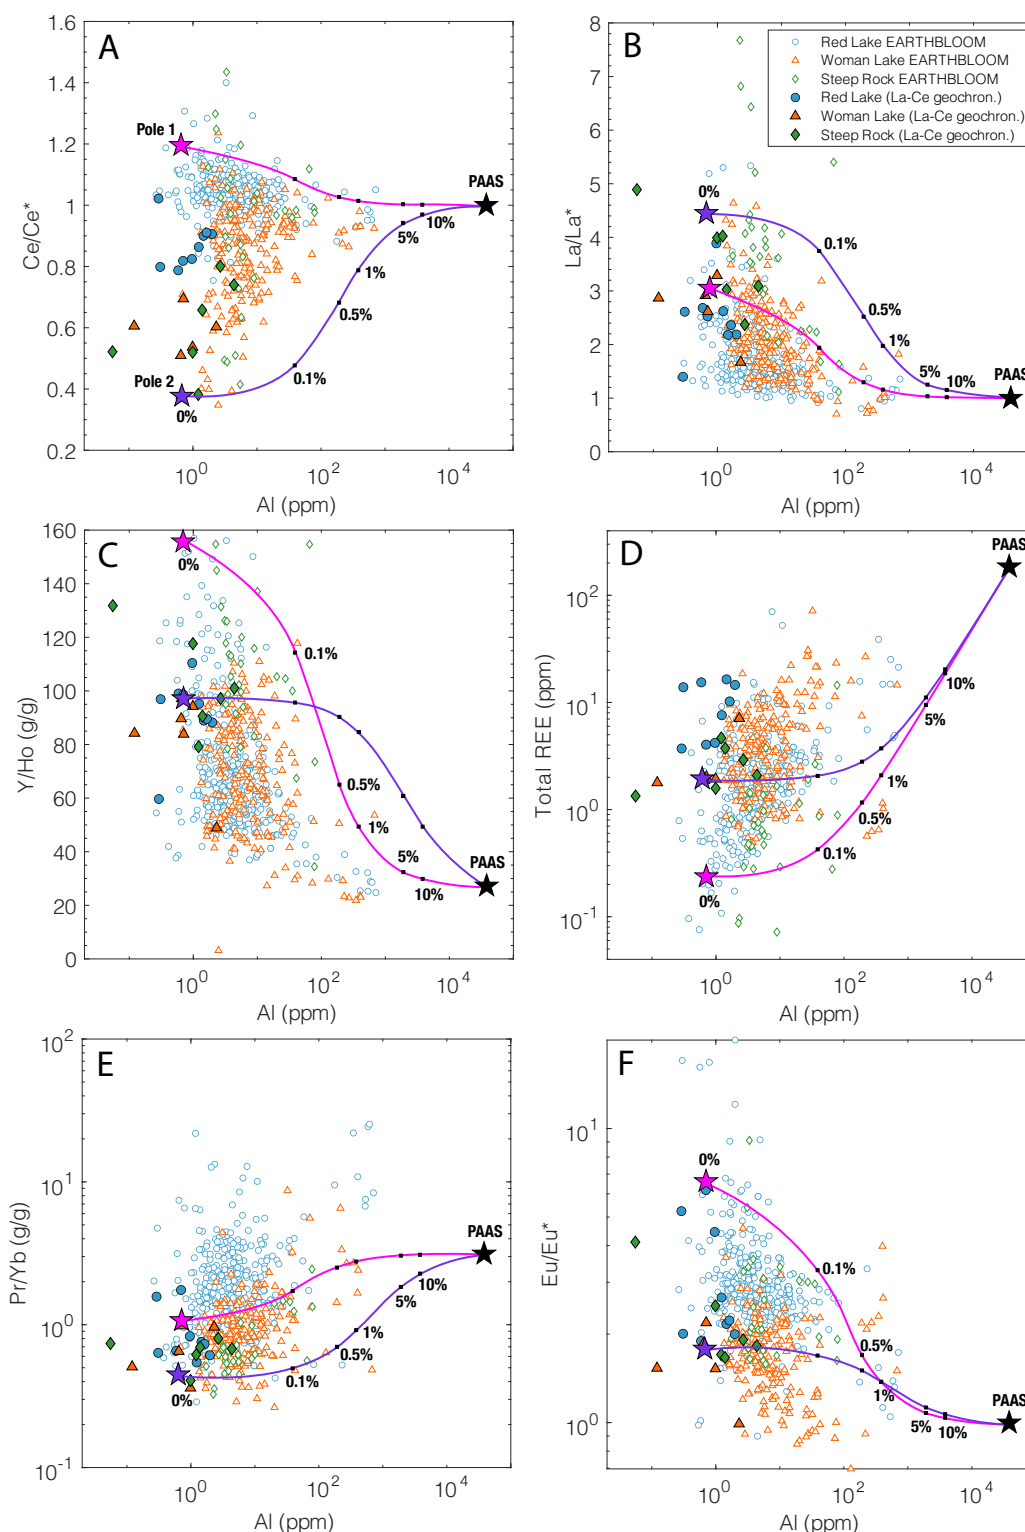 A
1.6
1.4
1.2
1
0.8
0.6
0.4
0.2
Ce/Ce*
Pole 1
PAAS
10%
5%
1%
0.5%
0.1%
Pole 2
0%
10^0
10^2
10^4
Al (ppm)
B
8
7
6
5
4
3
2
1
0
La/La*
Red Lake EARTHBLOOM
Woman Lake EARTHBLOOM
Steep Rock EARTHBLOOM
Red Lake (La-Ce geochron.)
Woman Lake (La-Ce geochron.)
Steep Rock (La-Ce geochron.)
0%
0.1%
0.5%
1%
5%
10%
PAAS
10^0
10^2
10^4
Al (ppm)
C
160
140
120
100
80
60
40
20
0
Y/Ho (g/g)
0%
0.1%
0.5%
1%
5%
10%
PAAS
10^0
10^2
10^4
Al (ppm)
D
10^2
10^1
10^0
10^-1
Total REE (ppm)
PAAS
10%
5%
1%
0.5%
0.1%
0%
10^0
10^2
10^4
Al (ppm)
E
10^2
10^1
10^0
10^-1
Pr/Yb (g/g)
PAAS
10%
5%
1%
0.5%
0.1%
0%
10^0
10^2
10^4
Al (ppm)
F
10^1
10^0
Eu/Eu*
0%
0.1%
0.5%
1%
5%
10%
PAAS
10^0
10^2
10^4
Al (ppm)